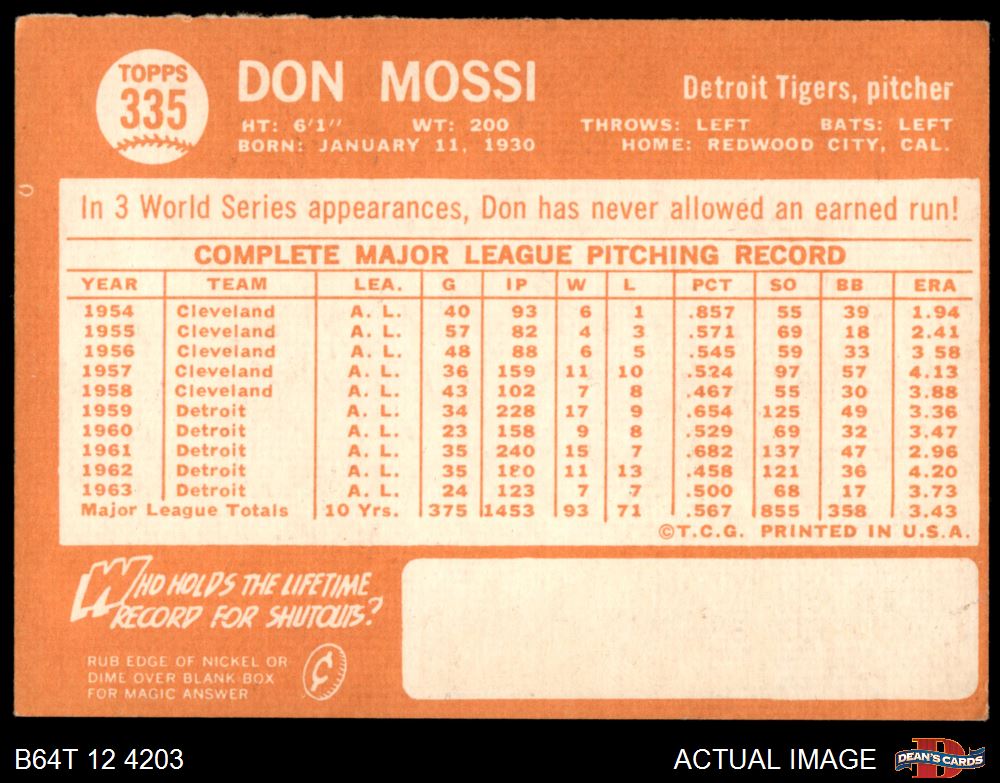 TOPPS
335
DON MOSSI
Detroit Tigers, pitcher
HT: 6'1" WT: 200 THROWS: LEFT BATS: LEFT
BORN: JANUARY 11, 1930 HOME: REDWOOD CITY, CAL.
In 3 World Series appearances, Don has never allowed an earned run!
COMPLETE MAJOR LEAGUE PITCHING RECORD
YEAR TEAM LEA. G IP W L PCT SO BB ERA
1954 Cleveland A. L. 40 93 6 1 .857 55 39 1.94
1955 Cleveland A. L. 57 82 4 3 .571 69 18 2.41
1956 Cleveland A. L. 48 88 6 5 .545 59 33 3 58
1957 Cleveland A. L. 36 159 11 10 .524 97 57 4.13
1958 Cleveland A. L. 43 102 7 8 .467 55 30 3.88
1959 Detroit A. L. 34 228 17 9 .654 125 49 3.36
1960 Detroit A. L. 23 158 9 8 .529 69 32 3.47
1961 Detroit A. L. 35 240 15 7 .682 137 47 2.96
1962 Detroit A. L. 35 180 11 13 .458 121 36 4.20
1963 Detroit A. L. 24 123 7 7 .500 68 17 3.73
Major League Totals 10 Yrs. 375 1453 93 71 .567 855 358 3.43
©T.C.G. PRINTED IN U.S.A.
WHO HOLDS THE LIFETIME
RECORD FOR SHUTOUTS?
RUB EDGE OF NICKEL OR
DIME OVER BLANK BOX
FOR MAGIC ANSWER
B64T 12 4203
ACTUAL IMAGE
DEAN'S CARDS